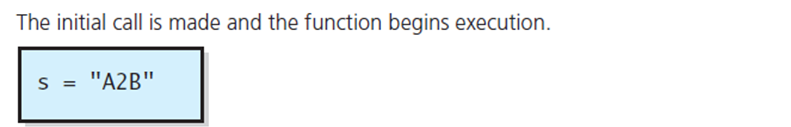 The initial call is made and the function begins execution.
s = "A2B"